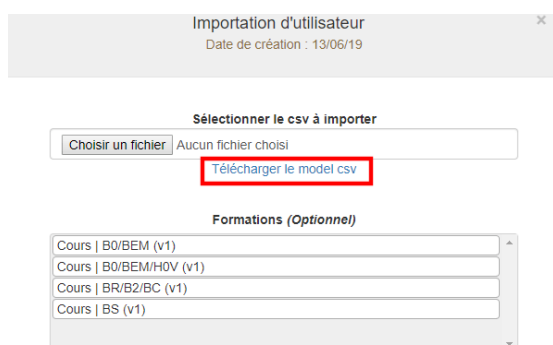 Importation d'utilisateur
×
Date de création : 13/06/19
Sélectionner le csv à importer
Choisir un fichier Aucun fichier choisi
Télécharger le model csv
Formations (Optionnel)
Cours | B0/BEM (v1)
Cours | B0/BEM/H0V (v1)
Cours | BR/B2/BC (v1)
Cours | BS (v1)